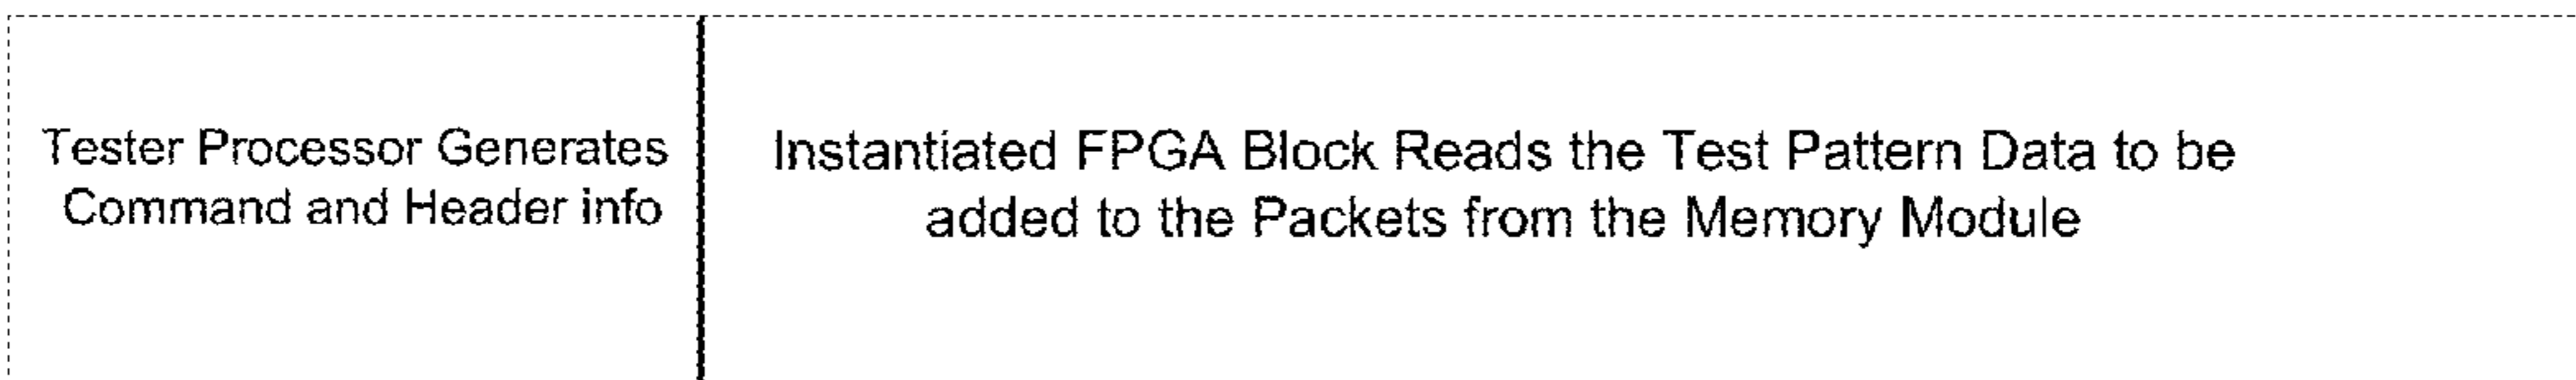 Tester Processor Generates
Command and Header info
Instantiated FPGA Block Reads the Test Pattern Data to be
added to the Packets from the Memory Module